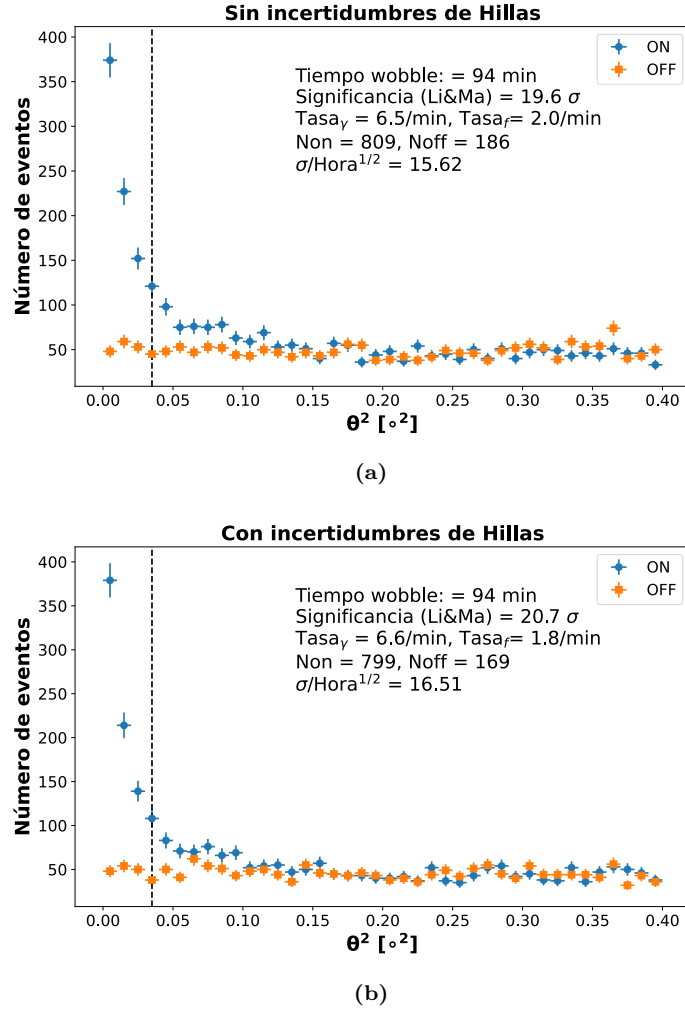 Sin incertidumbres de Hillas
400
350
300
250
200
150
100
50
Número de eventos
Tiempo wobble: = 94 min
Significancia (Li&Ma) = 19.6 σ
Tasaγ = 6.5/min, Tasaf= 2.0/min
Non = 809, Noff = 186
σ/Hora1/2 = 15.62
ON
OFF
0.00 0.05 0.10 0.15 0.20 0.25 0.30 0.35 0.40
θ2 [∘2]
(a)
Con incertidumbres de Hillas
400
350
300
250
200
150
100
50
Número de eventos
Tiempo wobble: = 94 min
Significancia (Li&Ma) = 20.7 σ
Tasaγ = 6.6/min, Tasaf= 1.8/min
Non = 799, Noff = 169
σ/Hora1/2 = 16.51
ON
OFF
0.00 0.05 0.10 0.15 0.20 0.25 0.30 0.35 0.40
θ2 [∘2]
(b)